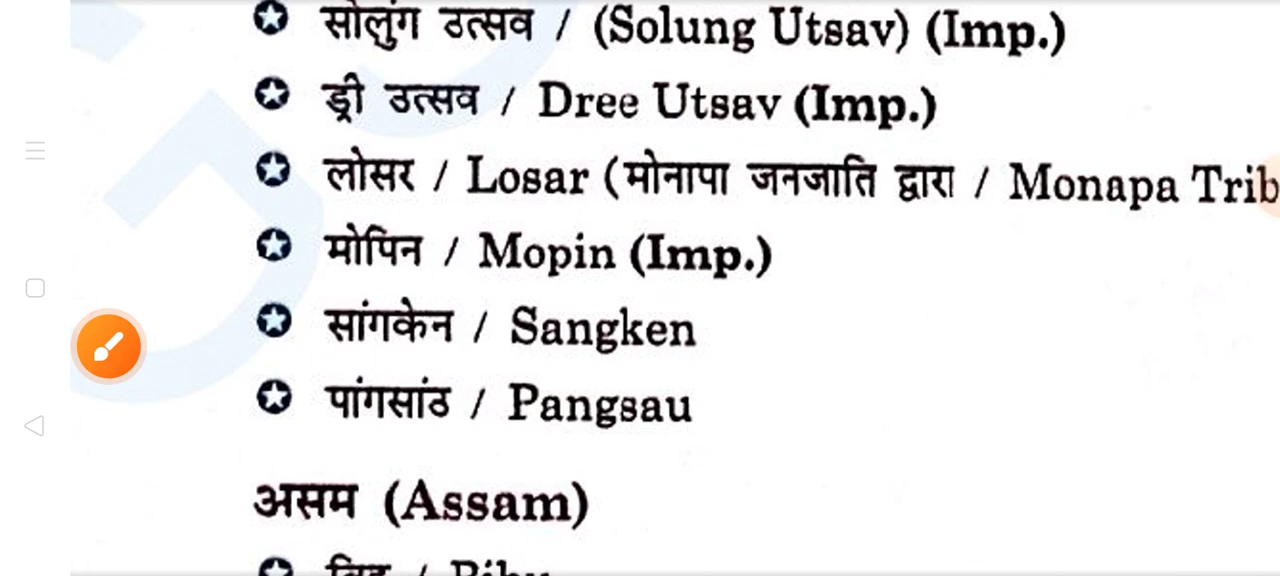 सोलुंग उत्सव / (Solung Utsav) (Imp.)
ड्री उत्सव / Dree Utsav (Imp.)
लोसर / Losar (मोनापा जनजाति द्वारा / Monapa Trib
मोपिन / Mopin (Imp.)
सांगकेन / Sangken
पांगसांठ / Pangsau
असम (Assam)
/ Bihu